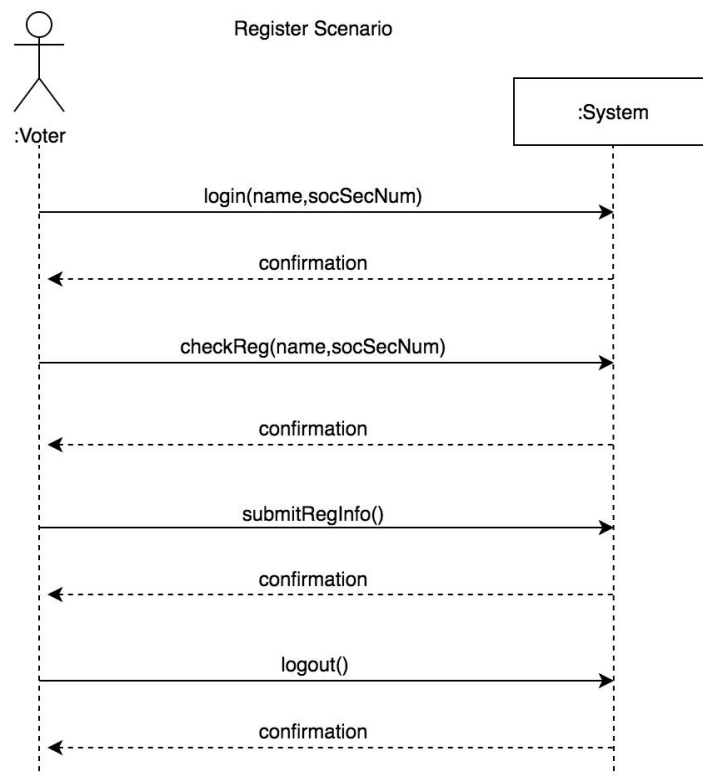 Register Scenario
:Voter
:System
login(name,socSecNum)
confirmation
checkReg(name,socSecNum)
confirmation
submitRegInfo()
confirmation
logout()
confirmation